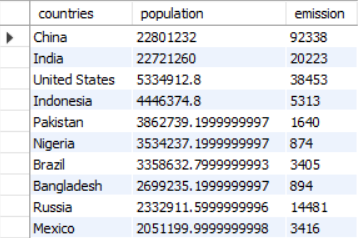 countries population emission
China 22801232 92338
India 22721260 20223
United States 5334912.8 38453
Indonesia 4446374.8 5313
Pakistan 3862739.1999999997 1640
Nigeria 3534237.1999999997 874
Brazil 3358632.7999999993 3405
Bangladesh 2699235.1999999997 894
Russia 2332911.5999999996 14481
Mexico 2051199.9999999998 3416